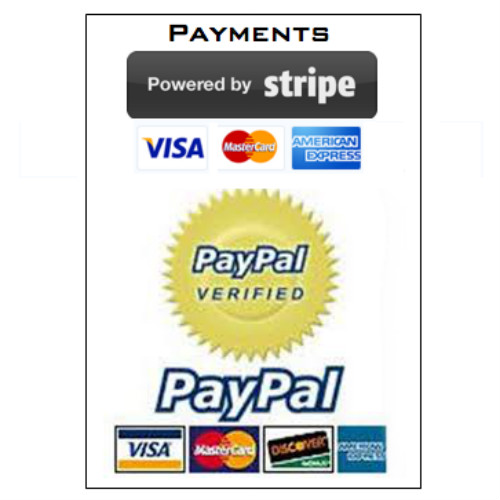 PAYMENTS
Powered by stripe
VISA MasterCard AMERICAN EXPRESS
PayPal
VERIFIED
PayPal
VISA MasterCard DISCOVER AMERICAN EXPRESS